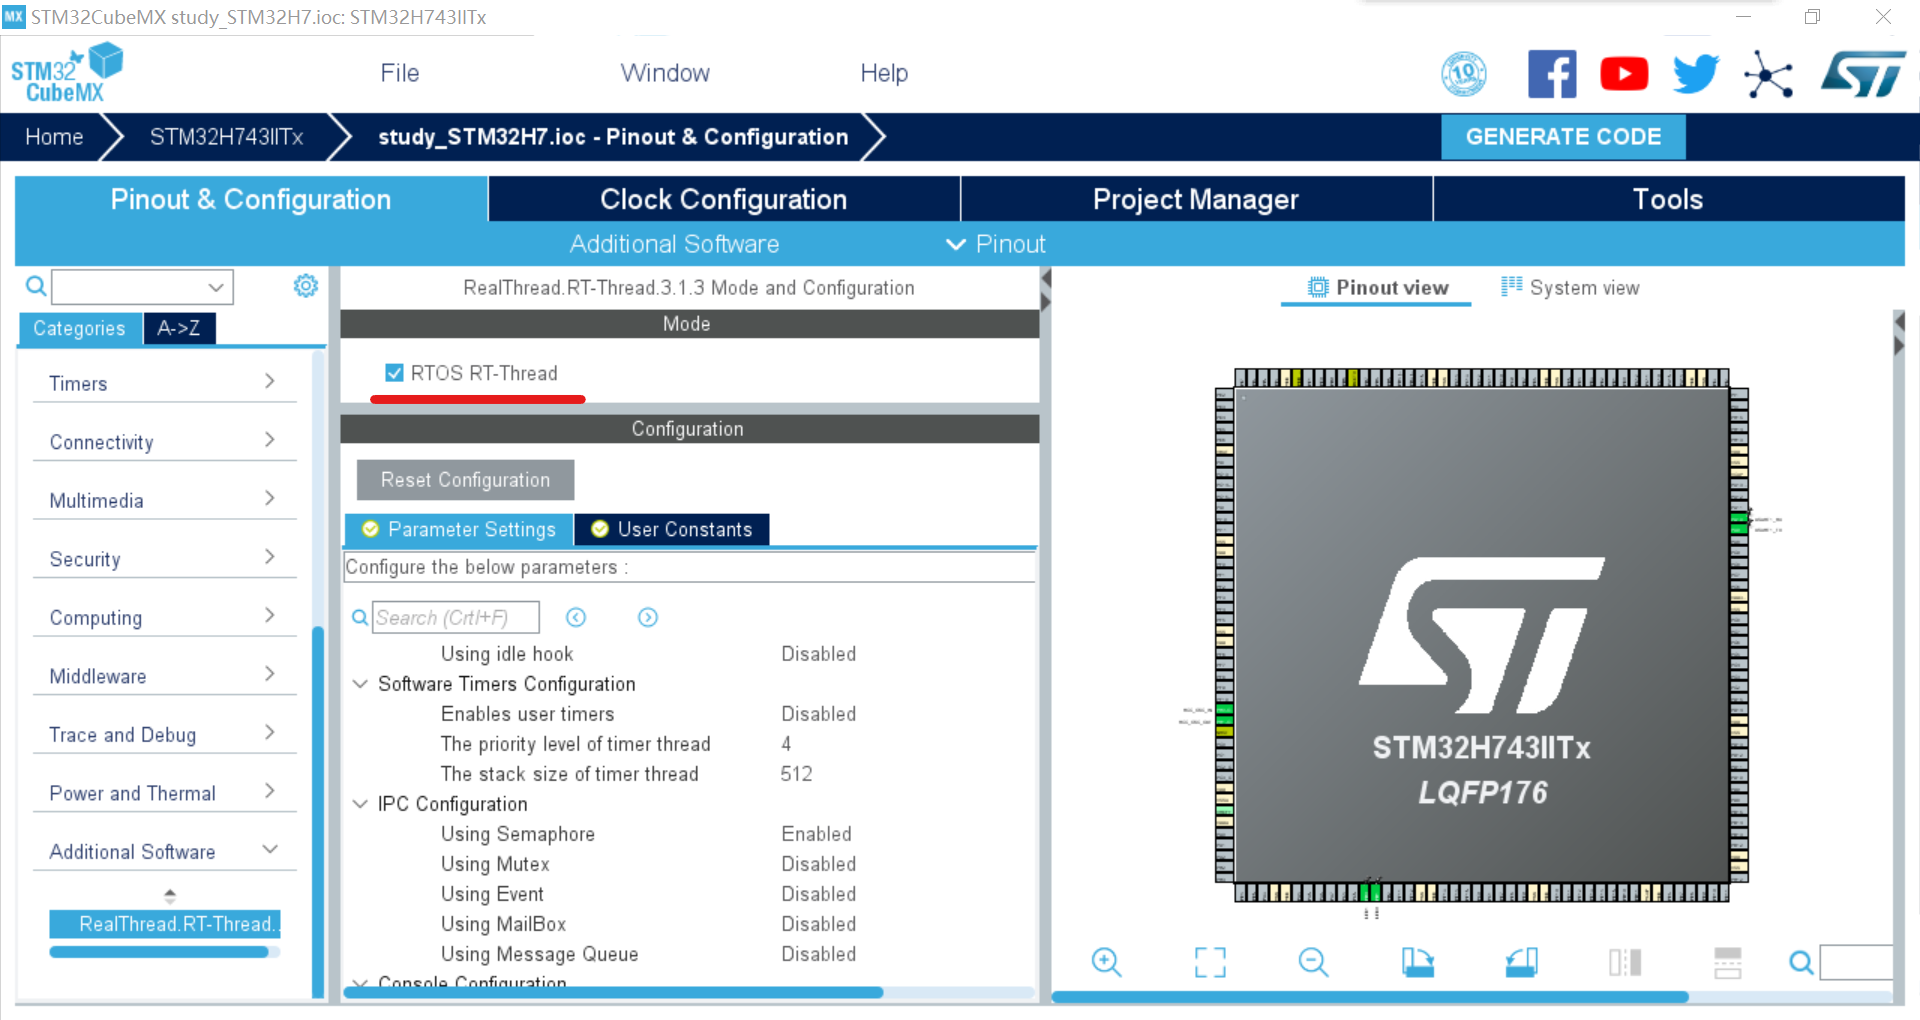 MX STM32CubeMX study_STM32H7.ioc: STM32H743IITx
STM32
CubeMX
File
Window
Help
10
Home
STM32H743IITx
study_STM32H7.ioc - Pinout & Configuration
GENERATE CODE
Pinout & Configuration
Clock Configuration
Project Manager
Tools
Additional Software
Pinout
RealThread.RT-Thread.3.1.3 Mode and Configuration
Pinout view
System view
Categories
A->Z
Mode
Timers
RTOS RT-Thread
Connectivity
Configuration
Multimedia
Reset Configuration
Security
Parameter Settings
User Constants
Configure the below parameters :
Computing
Search (Crtl+F)
Middleware
Using idle hook Disabled
Software Timers Configuration
Trace and Debug
Enables user timers Disabled
The priority level of timer thread 4
The stack size of timer thread 512
Power and Thermal
IPC Configuration
Using Semaphore Enabled
Additional Software
Using Mutex Disabled
Using Event Disabled
RealThread.RT-Thread.
Using MailBox Disabled
Using Message Queue Disabled
Console Configuration
ST
STM32H743IITx
LQFP176